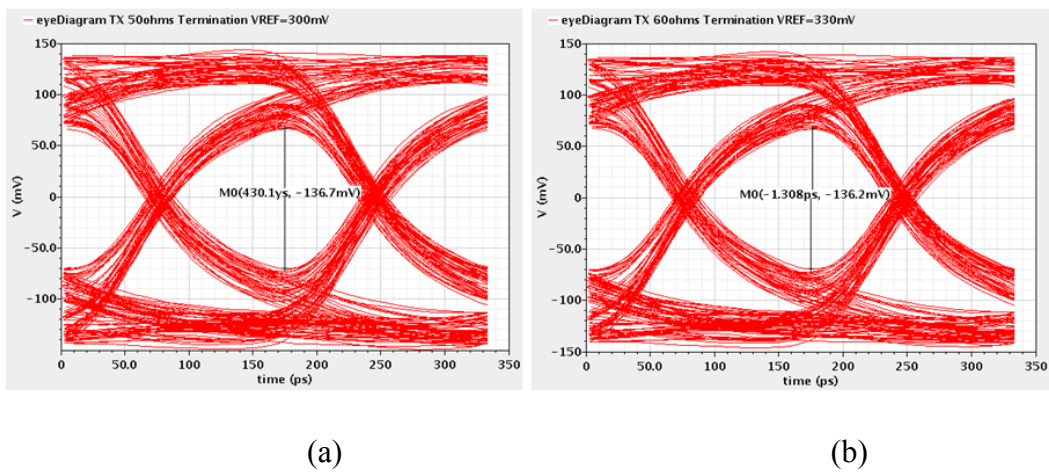 eyeDiagram TX 50ohms Termination VREF=300mV
150
100
50.0
0
-50.0
-100
V (mV)
M0(430.1ys, -136.7mV)
0
50.0
100
150
200
250
300
350
time (ps)
(a)
eyeDiagram TX 60ohms Termination VREF=330mV
150
100
50.0
0
-50.0
-100
-150
V (mV)
M0(-1.308ps, -136.2mV)
0
50.0
100
150
200
250
300
350
time (ps)
(b)